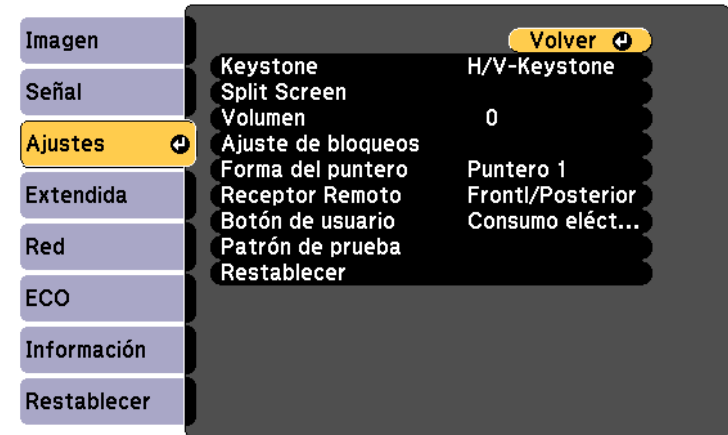 Imagen
Señal
Ajustes
Extendida
Red
ECO
Información
Restablecer
Volver
Keystone H/V-Keystone
Split Screen
Volumen 0
Ajuste de bloqueos
Forma del puntero Puntero 1
Receptor Remoto Frontl/Posterior
Botón de usuario Consumo eléct...
Patrón de prueba
Restablecer